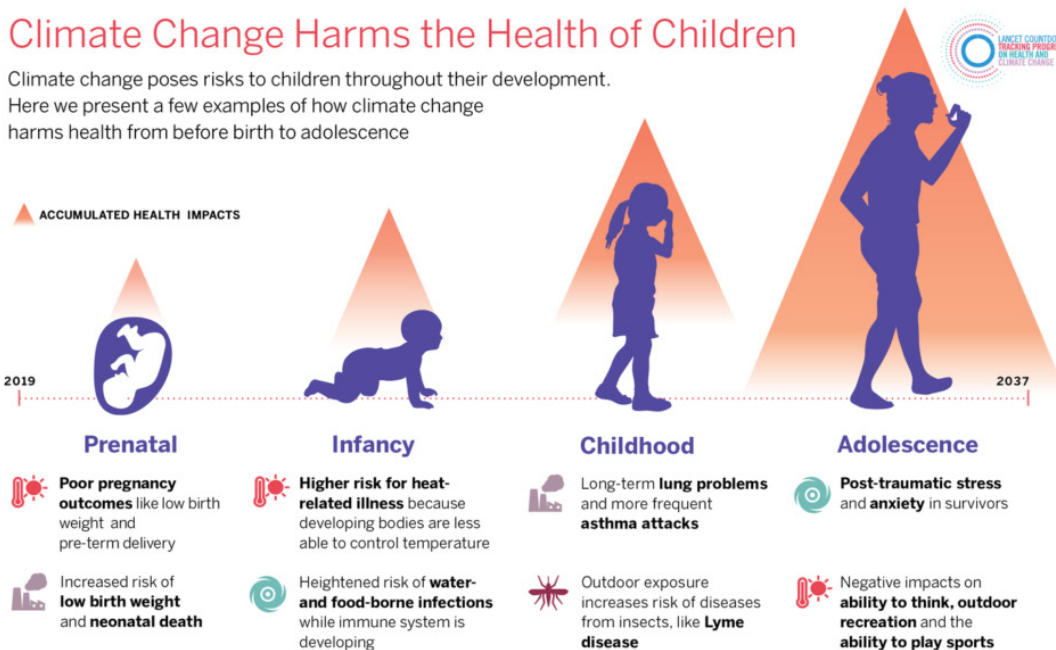 Climate Change Harms the Health of Children
Climate change poses risks to children throughout their development.
Here we present a few examples of how climate change
harms health from before birth to adolescence
LANCET COUNTDO
TRACKING PROGRE
ON HEALTH AND
CLIMATE CHANGE
ACCUMULATED HEALTH IMPACTS
2019
2037
Prenatal
Poor pregnancy
outcomes like low birth
weight and
pre-term delivery
Increased risk of
low birth weight
and neonatal death
Infancy
Higher risk for heat-
related illness because
developing bodies are less
able to control temperature
Heightened risk of water-
and food-borne infections
while immune system is
developing
Childhood
Long-term lung problems
and more frequent
asthma attacks
Outdoor exposure
increases risk of diseases
from insects, like Lyme
disease
Adolescence
Post-traumatic stress
and anxiety in survivors
Negative impacts on
ability to think, outdoor
recreation and the
ability to play sports